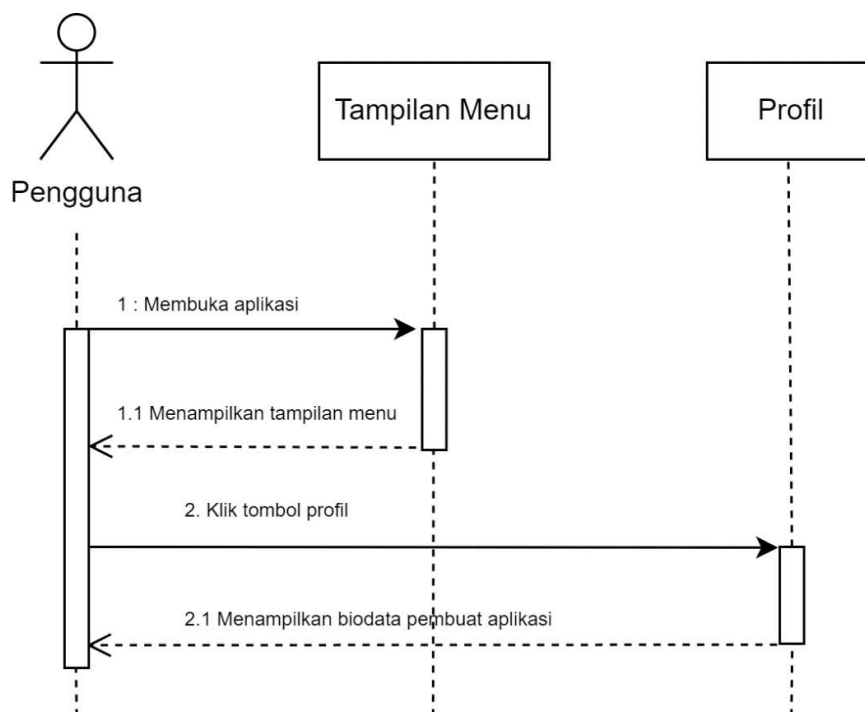 Tampilan Menu
Profil
Pengguna
1 : Membuka aplikasi
1.1 Menampilkan tampilan menu
2. Klik tombol profil
2.1 Menampilkan biodata pembuat aplikasi